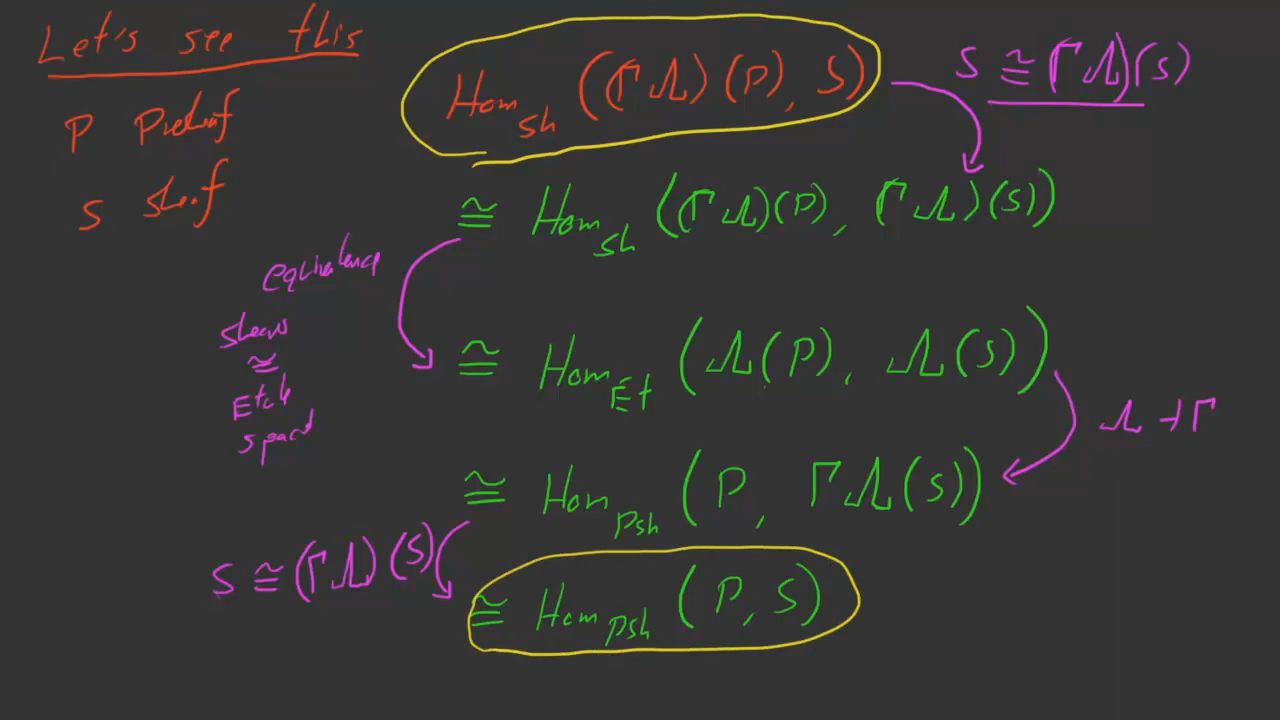 Let's see this
P Presheaf
S sheaf
Hom_Sh ((ΓΛ)(P), S)
S ≅ (ΓΛ)(S)
≅ Hom_Sh ((ΓΛ)(P), (ΓΛ)(S))
equivalence
sheaves
≅
Etale
spaces
≅ Hom_Et (Λ(P), Λ(S))
Λ ⊣ Γ
≅ Hom_Psh (P, ΓΛ(S))
S ≅ (ΓΛ)(S)
≅ Hom_Psh (P, S)